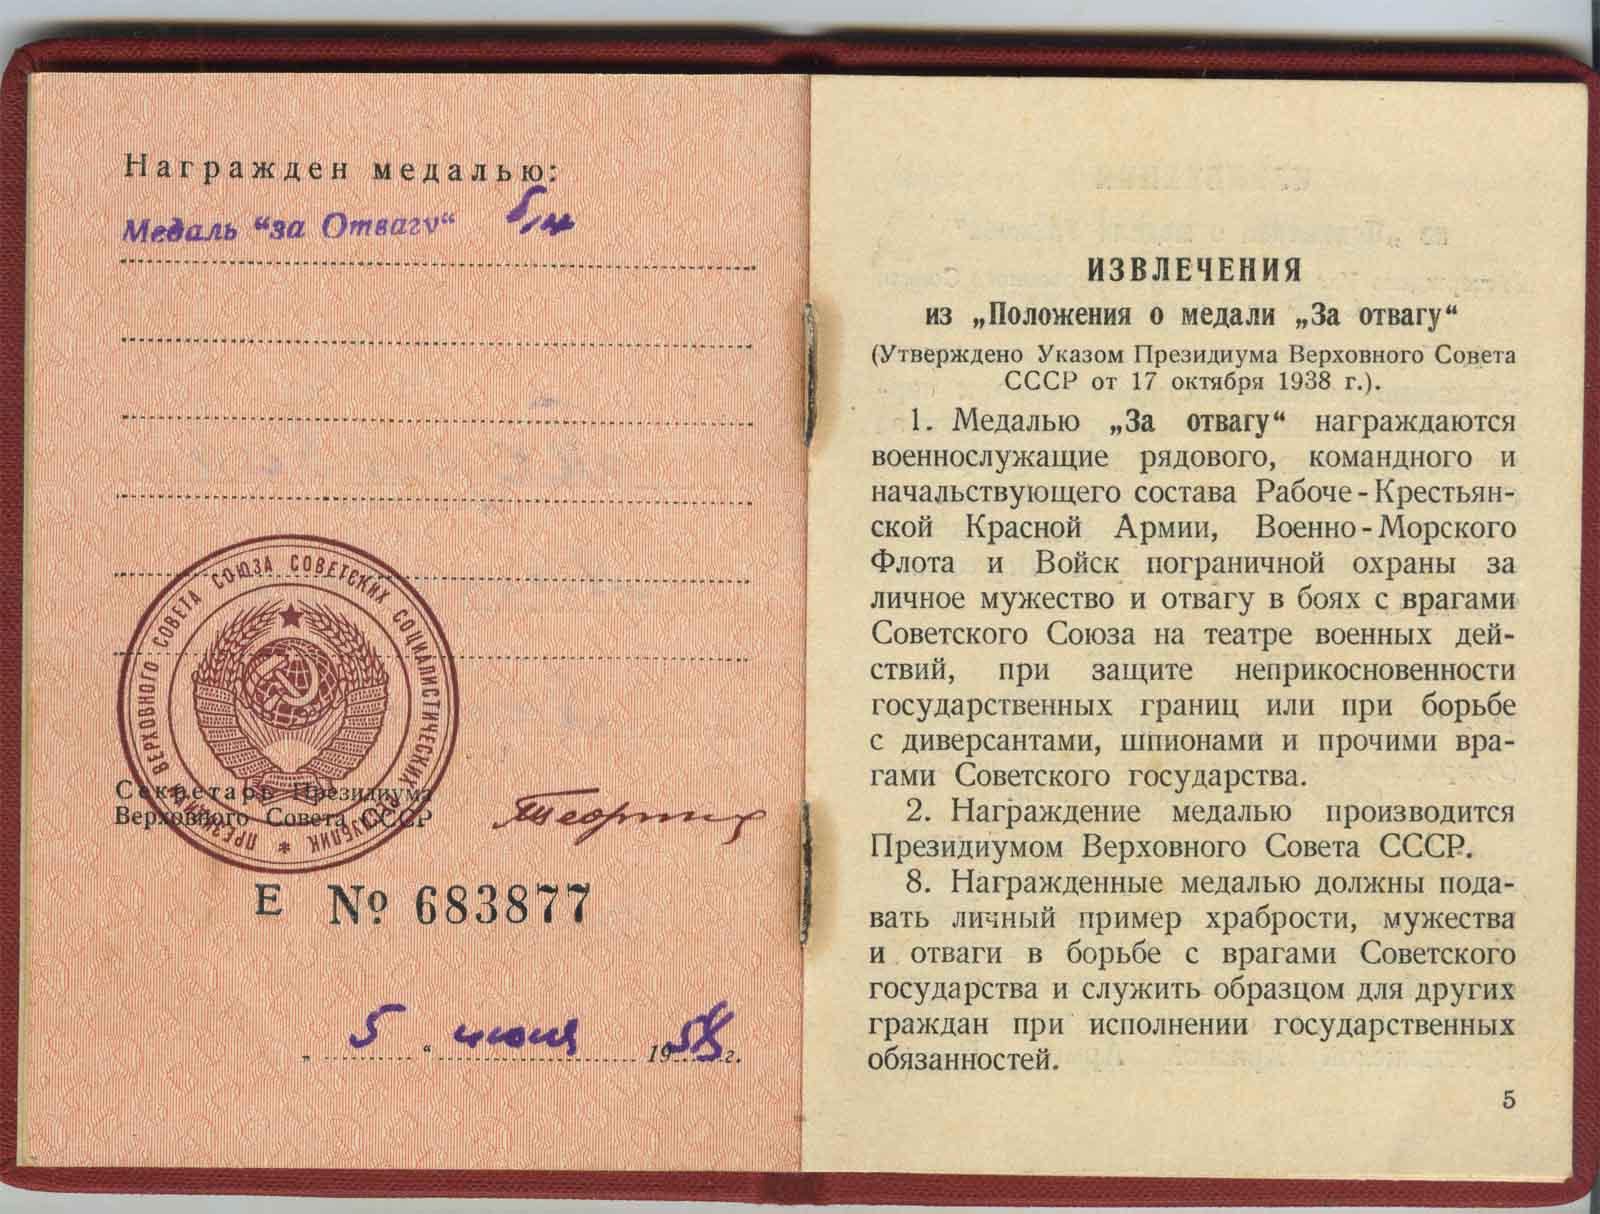 Награжден медалью:
Медаль "за Отвагу" б/н
ПРЕЗИДИУМ ВЕРХОВНОГО СОВЕТА СОЮЗА СОВЕТСКИХ СОЦИАЛИСТИЧЕСКИХ РЕСПУБЛИК *
Секретарь Президиума
Верховного Совета СССР
Е № 683877
„ 5 “ июня 1958 г.
ИЗВЛЕЧЕНИЯ
из „Положения о медали „За отвагу“
(Утверждено Указом Президиума Верховного Совета
СССР от 17 октября 1938 г.).
1. Медалью „За отвагу“ награждаются
военнослужащие рядового, командного и
начальствующего состава Рабоче-Крестьян-
ской Красной Армии, Военно-Морского
Флота и Войск пограничной охраны за
личное мужество и отвагу в боях с врагами
Советского Союза на театре военных дей-
ствий, при защите неприкосновенности
государственных границ или при борьбе
с диверсантами, шпионами и прочими вра-
гами Советского государства.
2. Награждение медалью производится
Президиумом Верховного Совета СССР.
8. Награжденные медалью должны пода-
вать личный пример храбрости, мужества
и отваги в борьбе с врагами Советского
государства и служить образцом для других
граждан при исполнении государственных
обязанностей.
5